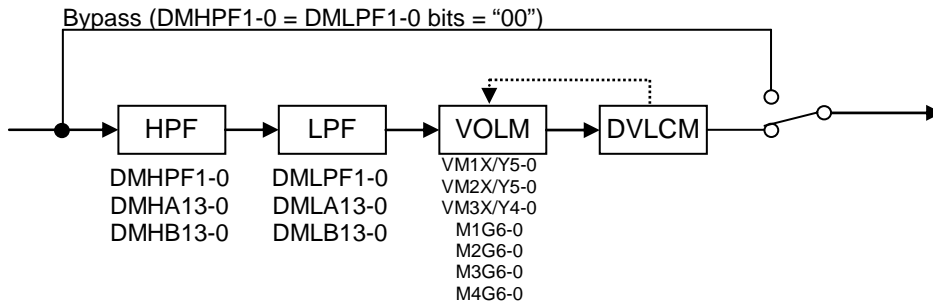 Bypass (DMHPF1-0 = DMLPF1-0 bits = “00”)
HPF
LPF
VOLM
DVLCM
DMHPF1-0
DMHA13-0
DMHB13-0
DMLPF1-0
DMLA13-0
DMLB13-0
VM1X/Y5-0
VM2X/Y5-0
VM3X/Y4-0
M1G6-0
M2G6-0
M3G6-0
M4G6-0